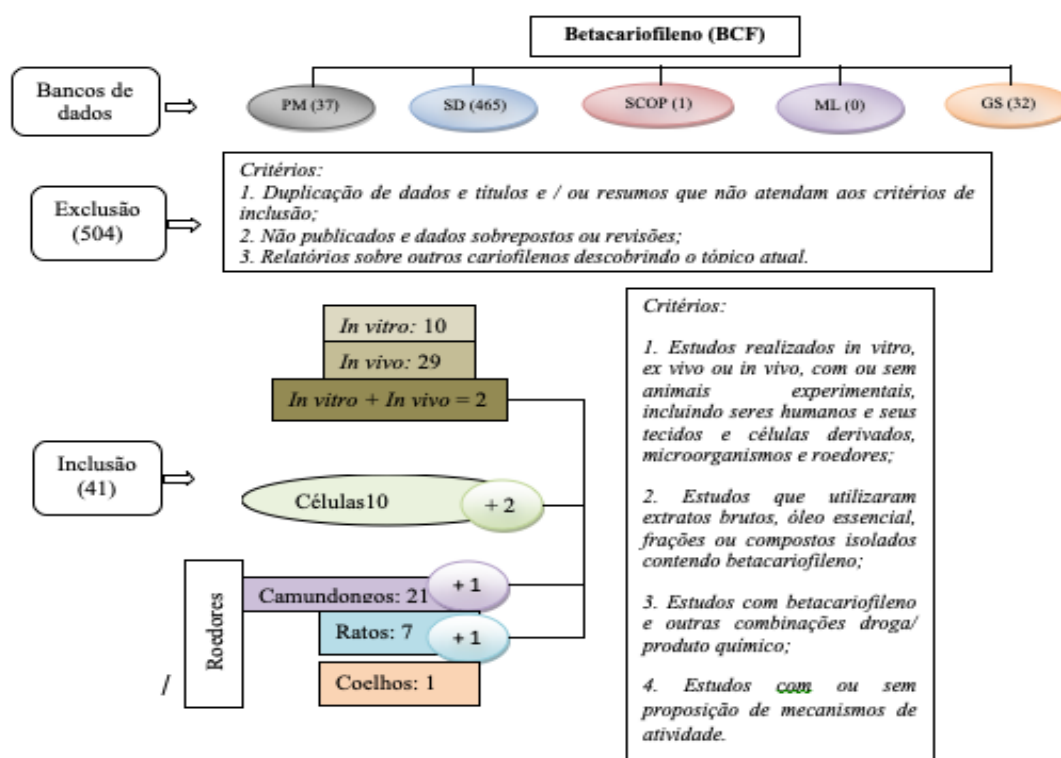 Betacariofileno (BCF)
Bancos de
dados
PM (37)
SD (465)
SCOP (1)
ML (0)
GS (32)
Exclusão
(504)
Critérios:
1. Duplicação de dados e títulos e / ou resumos que não atendam aos critérios de
inclusão;
2. Não publicados e dados sobrepostos ou revisões;
3. Relatórios sobre outros cariofilenos descobrindo o tópico atual.
Inclusão
(41)
In vitro: 10
In vivo: 29
In vitro + In vivo = 2
Células10
+ 2
/
Roedores
Camundongos: 21
+ 1
Ratos: 7
+ 1
Coelhos: 1
Critérios:
1. Estudos realizados in vitro,
ex vivo ou in vivo, com ou sem
animais experimentais,
incluindo seres humanos e seus
tecidos e células derivados,
microorganismos e roedores;
2. Estudos que utilizaram
extratos brutos, óleo essencial,
frações ou compostos isolados
contendo betacariofileno;
3. Estudos com betacariofileno
e outras combinações droga/
produto químico;
4. Estudos com ou sem
proposição de mecanismos de
atividade.